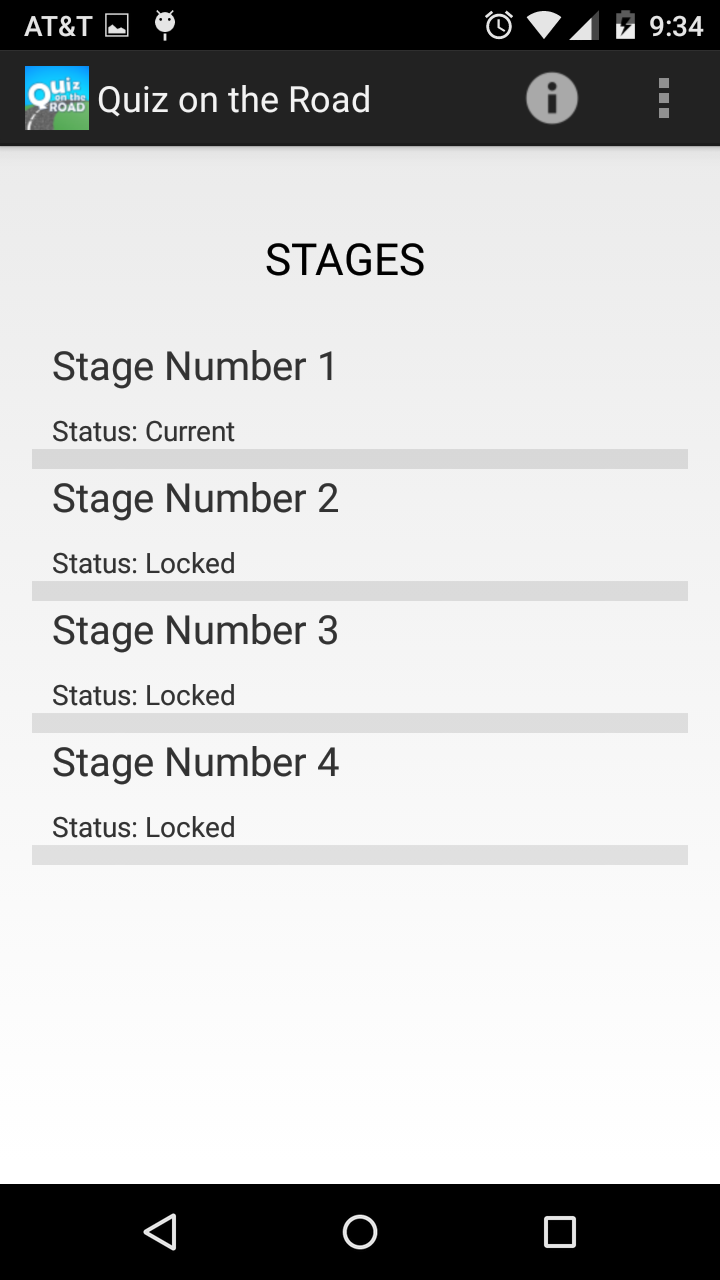 AT&T 9:34
Quiz on the ROAD
Quiz on the Road
STAGES
Stage Number 1
Status: Current
Stage Number 2
Status: Locked
Stage Number 3
Status: Locked
Stage Number 4
Status: Locked